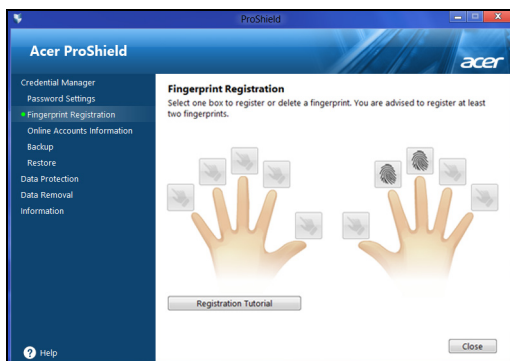 ProShield
Acer ProShield
acer
Credential Manager
Password Settings
Fingerprint Registration
Online Accounts Information
Backup
Restore
Data Protection
Data Removal
Information
Fingerprint Registration
Select one box to register or delete a fingerprint. You are advised to register at least
two fingerprints.
Registration Tutorial
? Help
Close